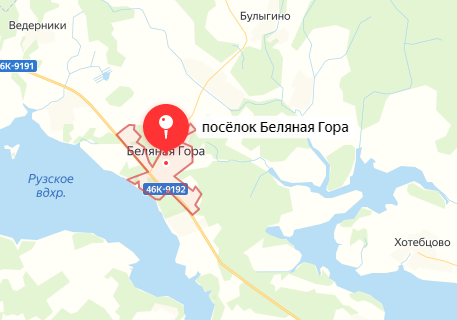 Булыгино
Ведерники
46К-9191
посёлок Беляная Гора
Беляная Гора
Рузское
вдхр.
46К-9192
Хотебцово